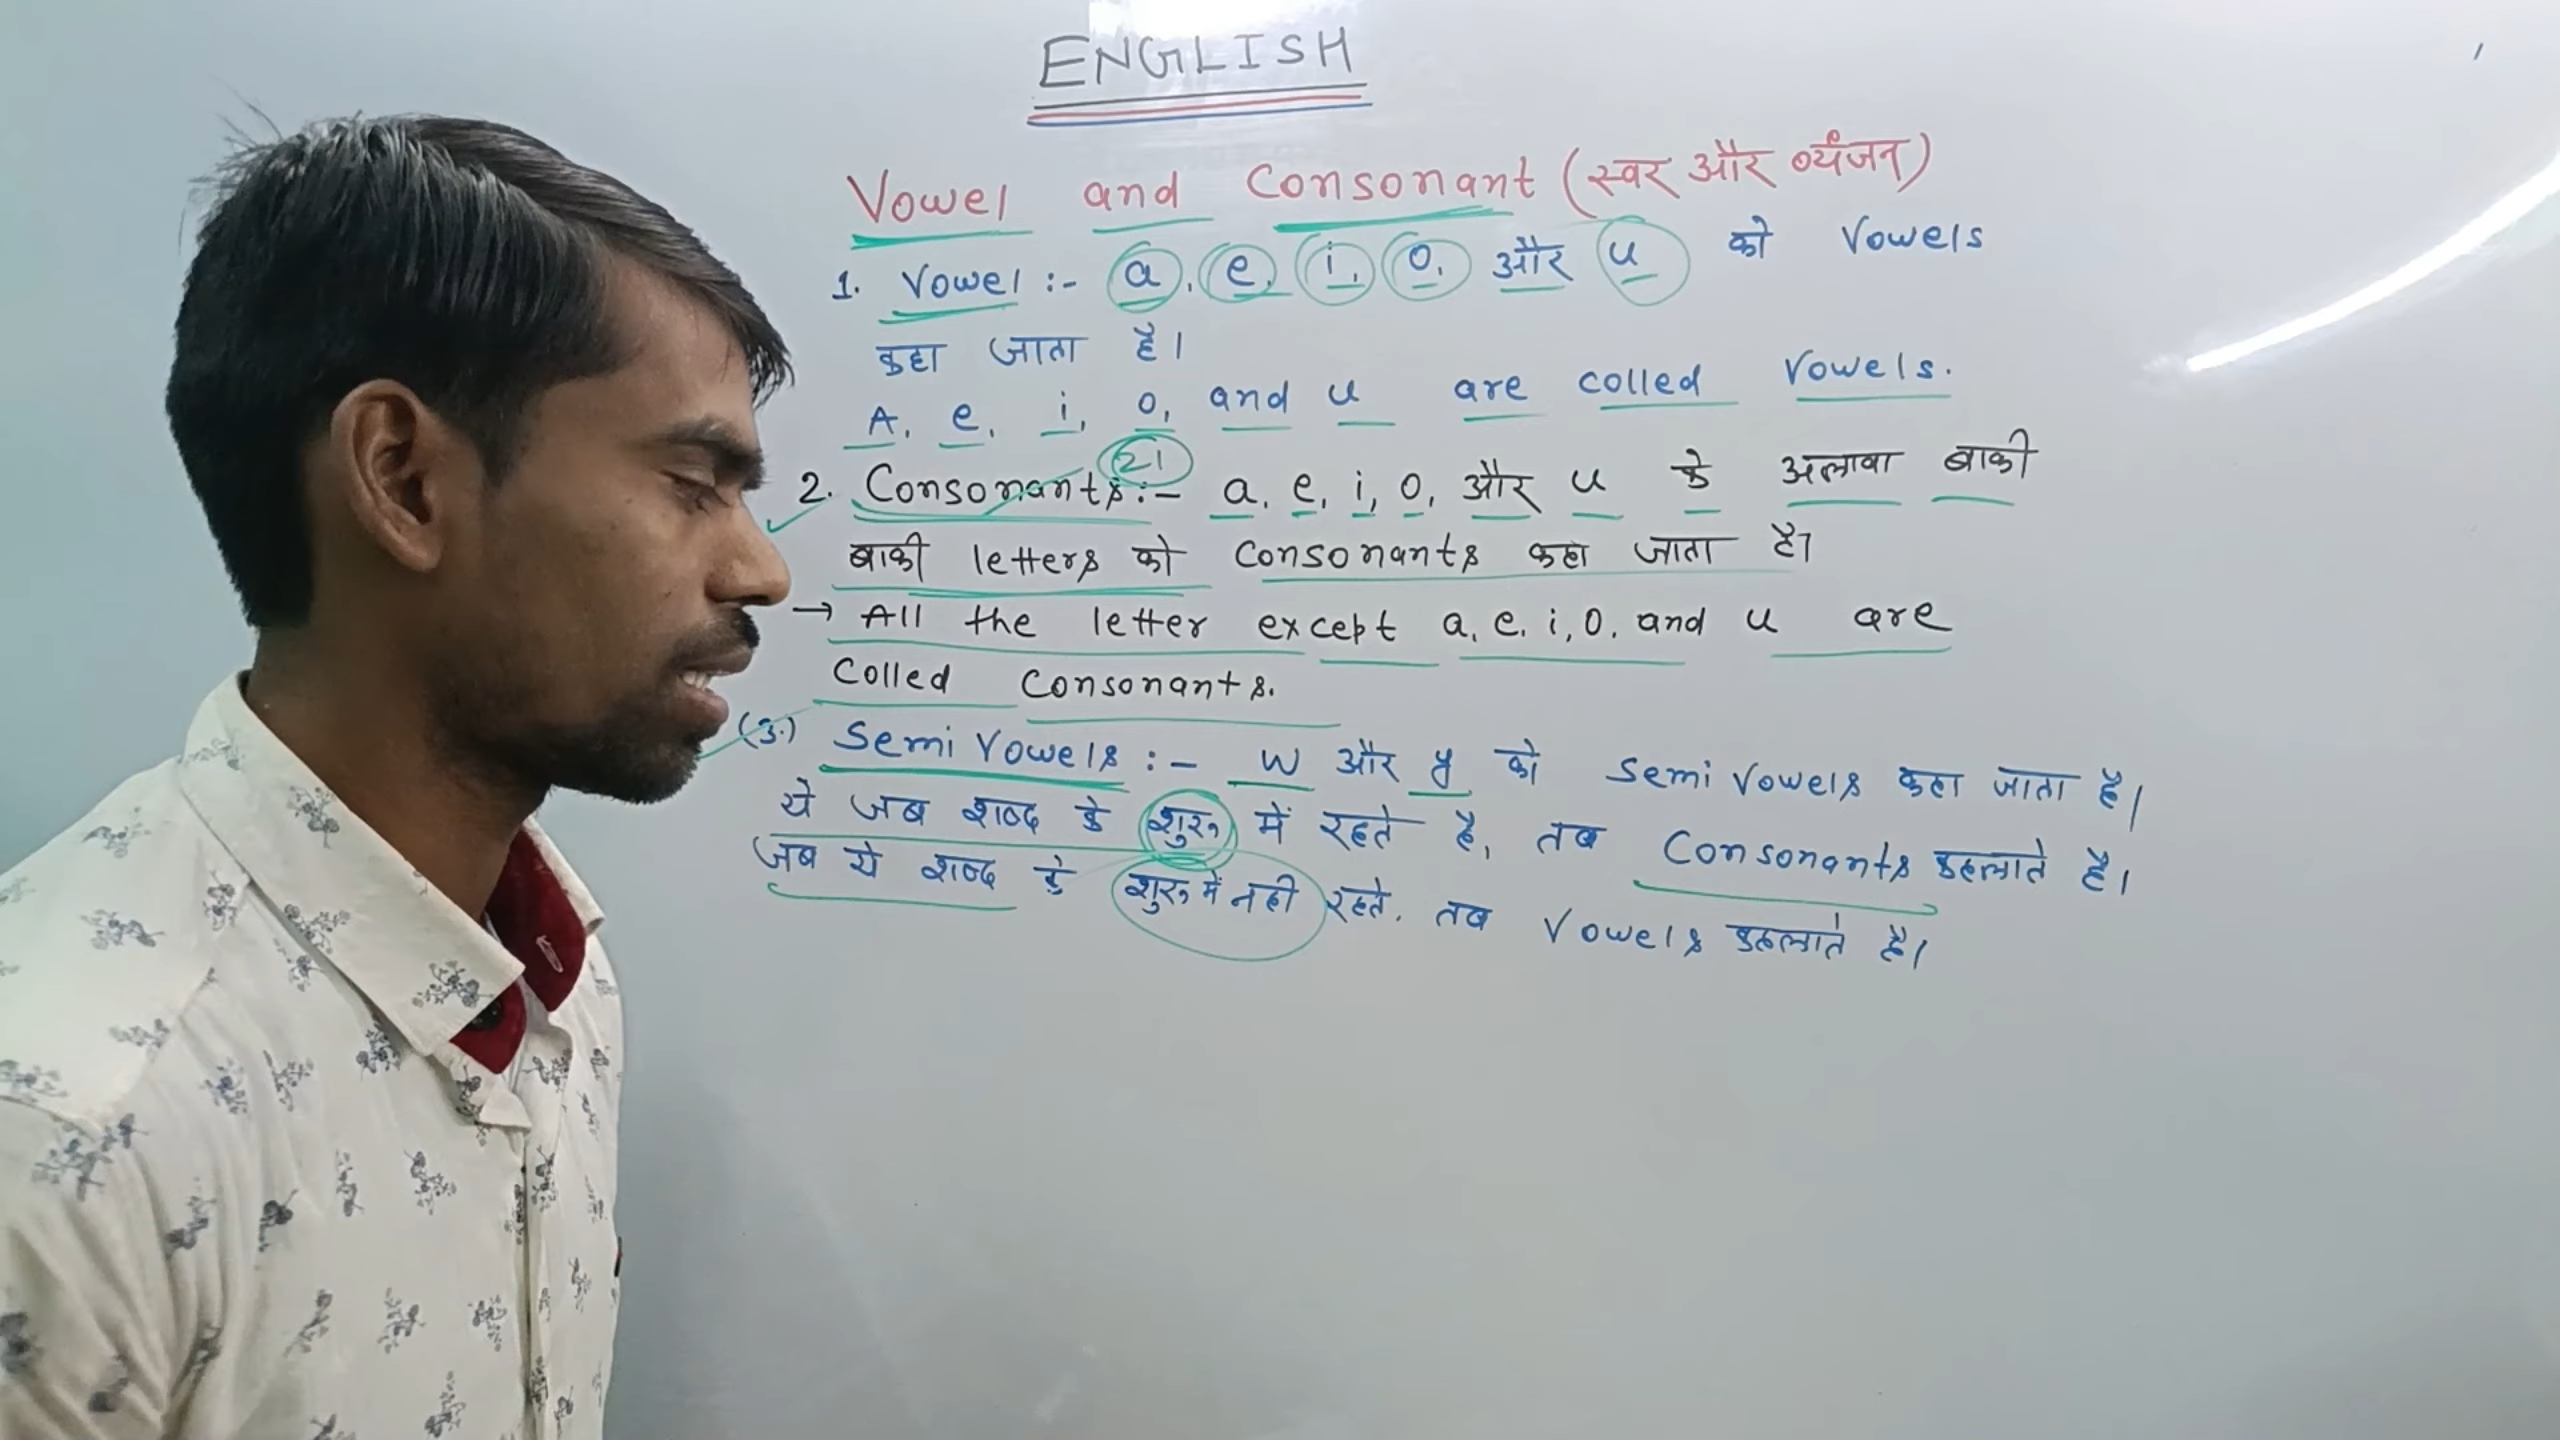 ENGLISH
Vowel and Consonant (स्वर और व्यंजन)
1. Vowel :- a, e, i, o, और u को Vowels
कहा जाता है।
A, e, i, o, and u are colled Vowels.
21
2. Consonants:- a, e, i, o, और u के अलावा बाकी
बाकी letters को Consonants कहा जाता है।
→ All the letter except a, e, i, o, and u are
Colled Consonants.
(3.) Semi Vowels :- W और y को Semi Vowels कहा जाता है।
ये जब शब्द के शुरू में रहते है, तब Consonants कहलाते है।
जब ये शब्द के शुरू में नही रहते, तब Vowels कहलाते है।